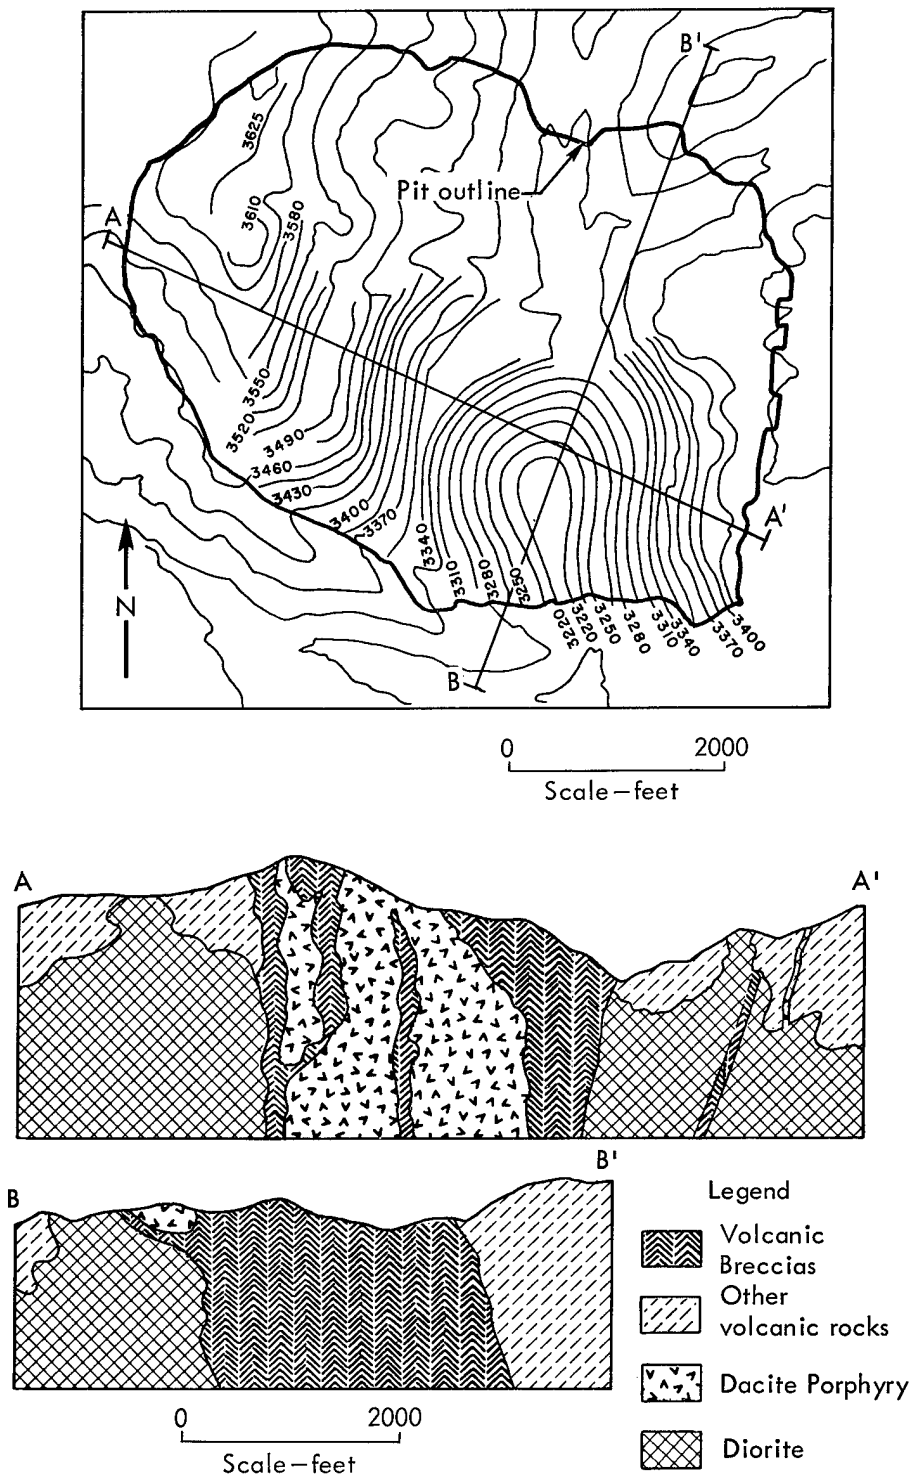 B'
3625
Pit outline
A
3610
3580
3550
3520
3490
3460
3430
3400
3370
3340
3310
3280
3250
A'
N
B
3220
3220
3250
3280
3310
3340
3370
3400
0 2000
Scale-feet
A A'
B B'
Legend
Volcanic
Breccias
Other
volcanic rocks
Dacite Porphyry
Diorite
0 2000
Scale-feet